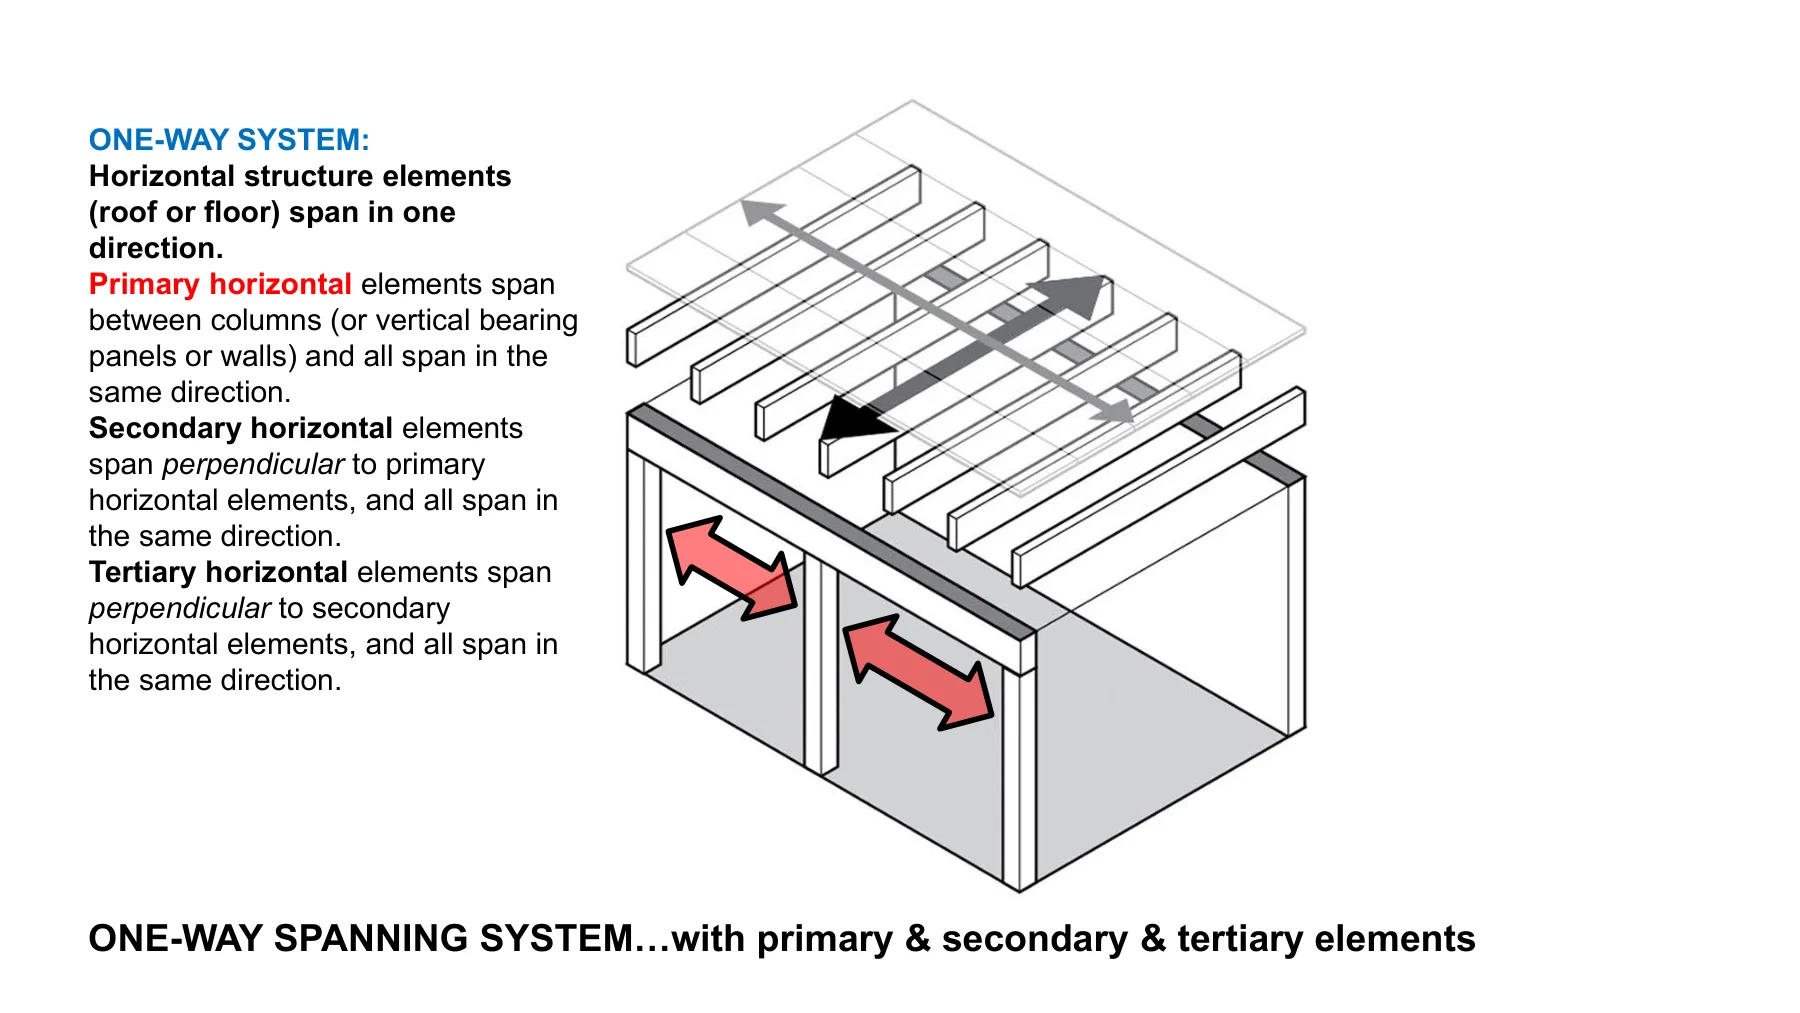 ONE-WAY SYSTEM:
Horizontal structure elements
(roof or floor) span in one
direction.
Primary horizontal elements span
between columns (or vertical bearing
panels or walls) and all span in the
same direction.
Secondary horizontal elements
span perpendicular to primary
horizontal elements, and all span in
the same direction.
Tertiary horizontal elements span
perpendicular to secondary
horizontal elements, and all span in
the same direction.
ONE-WAY SPANNING SYSTEM…with primary & secondary & tertiary elements